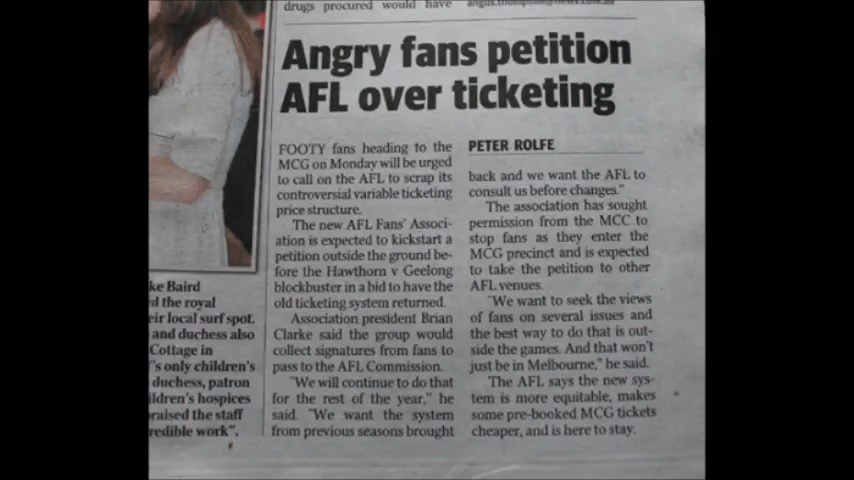 drugs procured would have
Angry fans petition
AFL over ticketing
FOOTY fans heading to the
MCG on Monday will be urged
to call on the AFL to scrap its
controversial variable ticketing
price structure.
The new AFL Fans' Associ-
ation is expected to kickstart a
petition outside the ground be-
fore the Hawthorn v Geelong
blockbuster in a bid to have the
old ticketing system returned.
Association president Brian
Clarke said the group would
collect signatures from fans to
pass to the AFL Commission.
"We will continue to do that
for the rest of the year," he
said. "We want the system
from previous seasons brought
PETER ROLFE
back and we want the AFL to
consult us before changes."
The association has sought
permission from the MCC to
stop fans as they enter the
MCG precinct and is expected
to take the petition to other
AFL venues.
"We want to seek the views
of fans on several issues and
the best way to do that is out-
side the games. And that won't
just be in Melbourne," he said.
The AFL says the new sys-
tem is more equitable, makes
some pre-booked MCG tickets
cheaper, and is here to stay.
ke Baird
d the royal
eir local surf spot.
and duchess also
Cottage in
's only children's
duchess, patron
ildren's hospices
raised the staff
redible work".